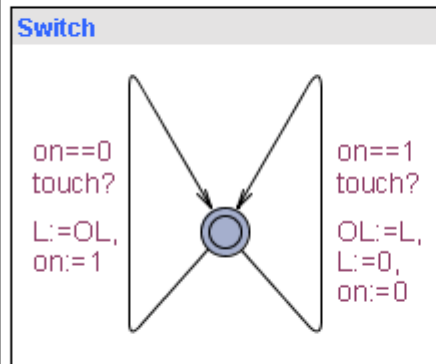 Switch
on==0
touch?
L:=OL,
on:=1
on==1
touch?
OL:=L,
L:=0,
on:=0